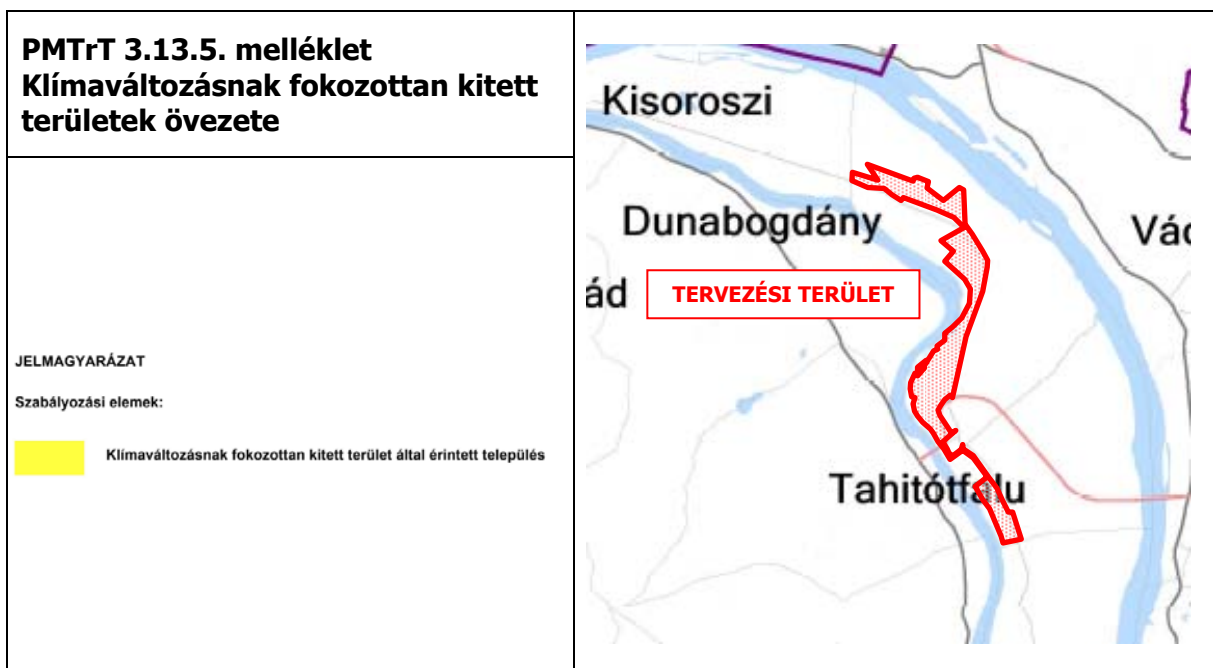 PMTrT 3.13.5. melléklet
Klímaváltozásnak fokozottan kitett
területek övezete
JELMAGYARÁZAT
Szabályozási elemek:
Klímaváltozásnak fokozottan kitett terület által érintett település
Kisoroszi
Dunabogdány
Vác
ád
TERVEZÉSI TERÜLET
Tahitótfalu